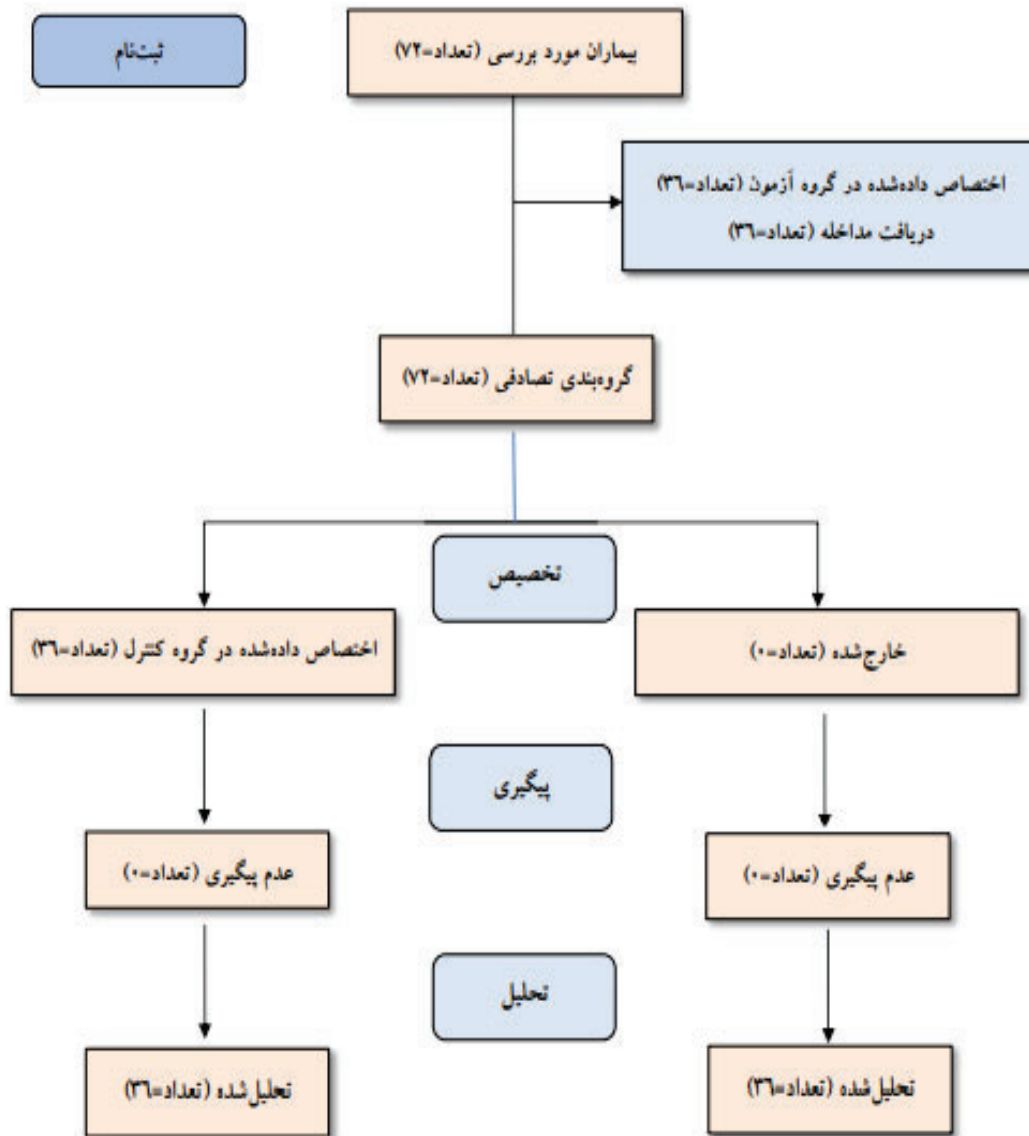 ثبت‌نام
بیماران مورد بررسی (تعداد=۷۲)
اختصاص داده‌شده در گروه آزمون (تعداد=۳۶)
دریافت مداخله (تعداد=۳۶)
گروه‌بندی تصادفی (تعداد=۷۲)
تخصیص
خارج‌شده (تعداد=۰)
اختصاص داده‌شده در گروه کنترل (تعداد=۳۶)
پیگیری
عدم پیگیری (تعداد=۰)
عدم پیگیری (تعداد=۰)
تحلیل
تحلیل‌شده (تعداد=۳۶)
تحلیل‌شده (تعداد=۳۶)